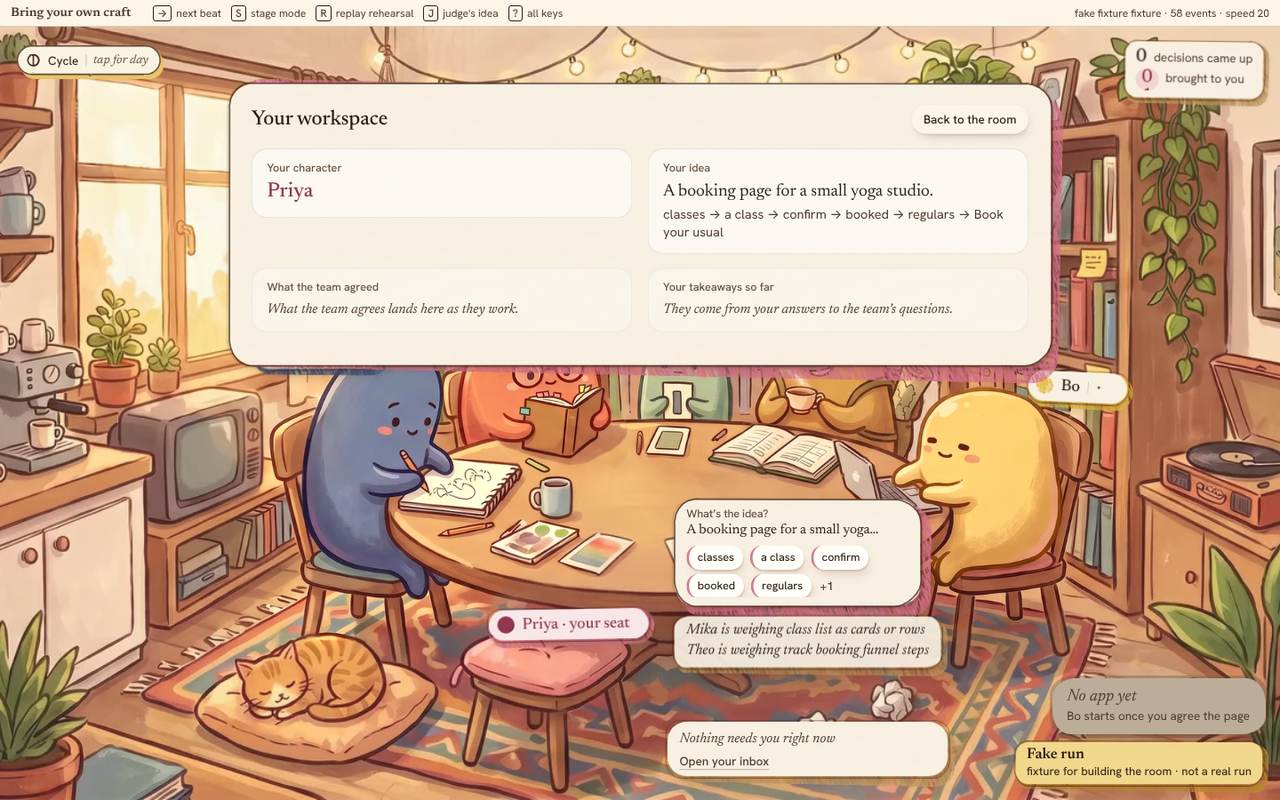 Bring your own craft → next beat S stage mode R replay rehearsal J judge's idea ? all keys fake fixture fixture · 58 events · speed 20
Cycle | tap for day
0 decisions came up
0 brought to you
Your workspace
Back to the room
Your character
Priya
Your idea
A booking page for a small yoga studio.
classes → a class → confirm → booked → regulars → Book
your usual
What the team agreed
What the team agrees lands here as they work.
Your takeaways so far
They come from your answers to the team's questions.
Bo | ·
What's the idea?
A booking page for a small yoga...
classes a class confirm
booked regulars +1
Priya · your seat
Mika is weighing class list as cards or rows
Theo is weighing track booking funnel steps
No app yet
Bo starts once you agree the page
Nothing needs you right now
Open your inbox
Fake run
fixture for building the room · not a real run